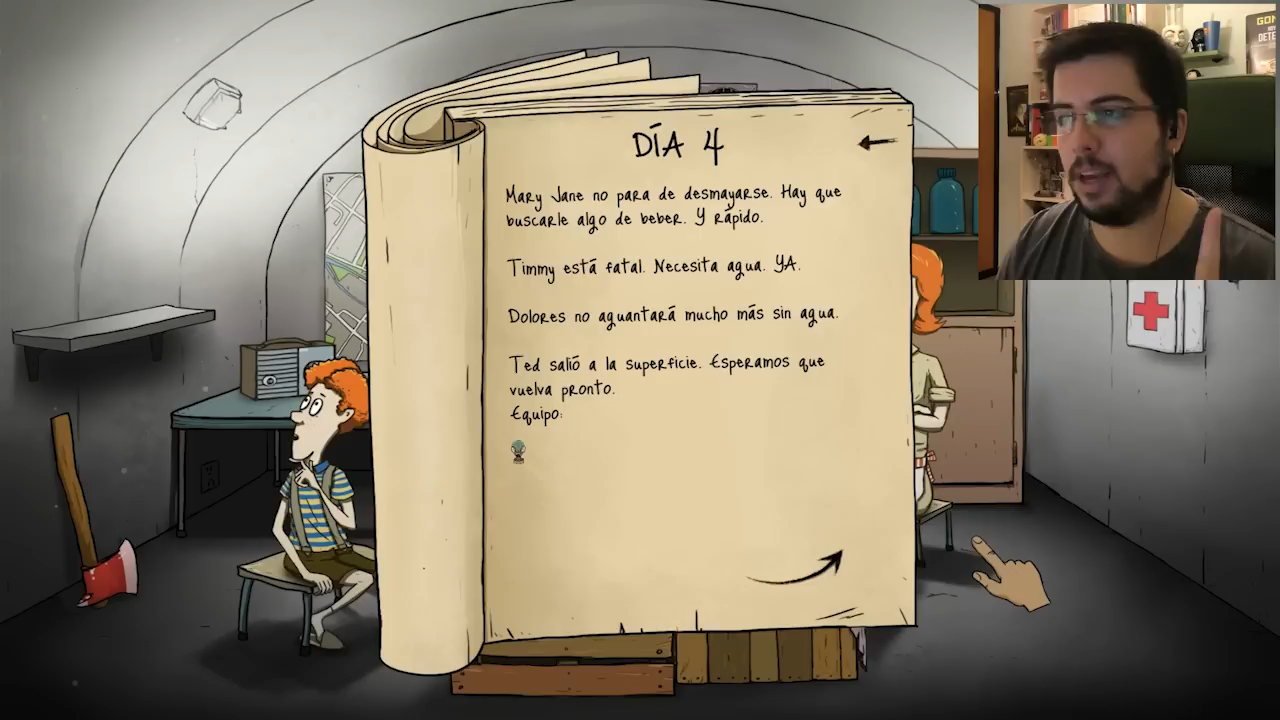 DÍA 4
Mary Jane no para de desmayarse. Hay que
buscarle algo de beber. Y rápido.
Timmy está fatal. Necesita agua. YA.
Dolores no aguantará mucho más sin agua.
Ted salió a la superficie. Esperamos que
vuelva pronto.
Equipo: